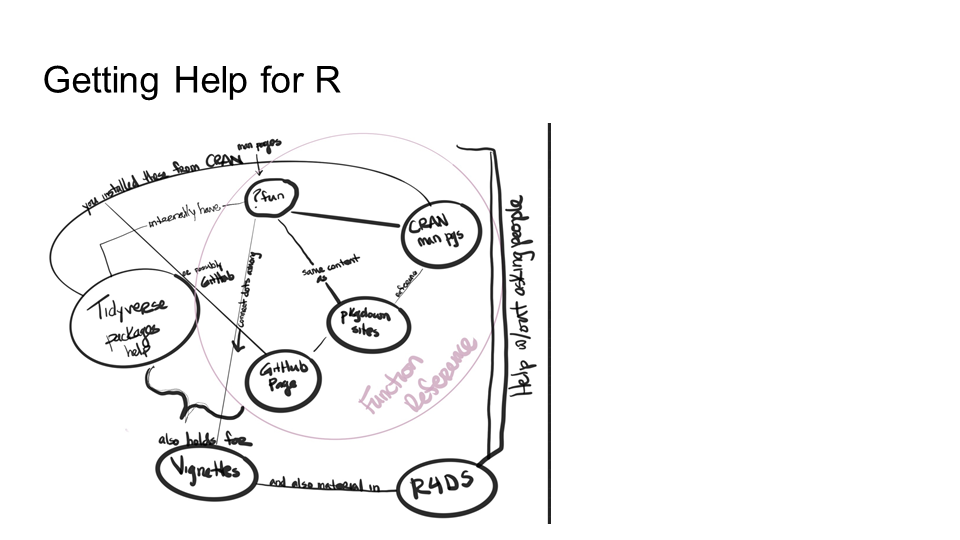 Getting Help for R
man pages
you installed these from CRAN
?fun
internally have
CRAN
man pgs
same content
as
or possibly
GitHub
connect dots along
Tidyverse
packages
help
pkgdown
sites
GitHub
Page
Function
Reference
Help w/out asking people
also holds for
Vignettes
and also material in
R4DS